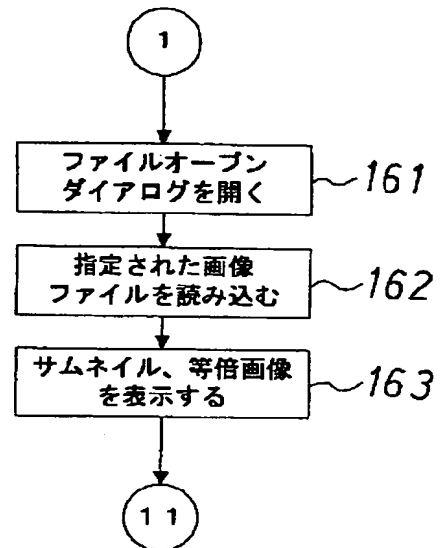 1
ファイルオープン
ダイアログを開く
161
指定された画像
ファイルを読み込む
162
サムネイル、等倍画像
を表示する
163
11